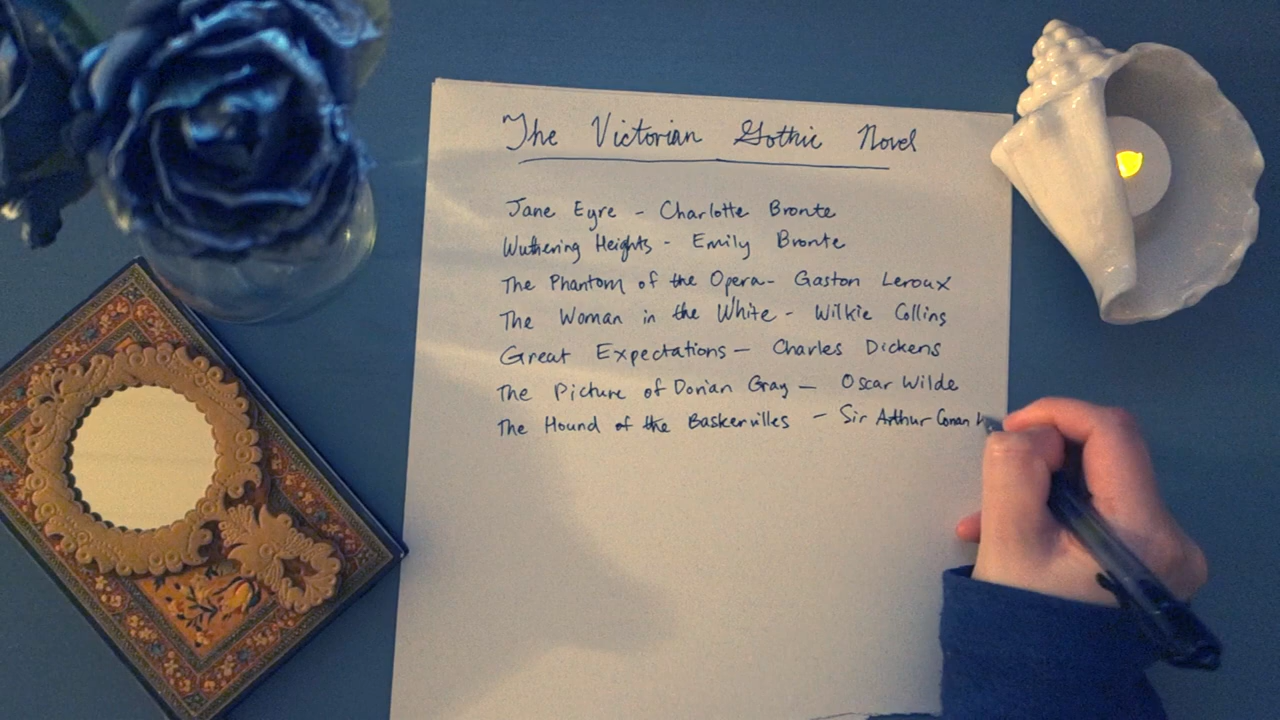 The Victorian Gothic Novel
Jane Eyre - Charlotte Bronte
Wuthering Heights - Emily Bronte
The Phantom of the Opera- Gaston Leroux
The Woman in the White - Wilkie Collins
Great Expectations - Charles Dickens
The Picture of Dorian Gray - Oscar Wilde
The Hound of the Baskervilles - Sir Arthur Conan